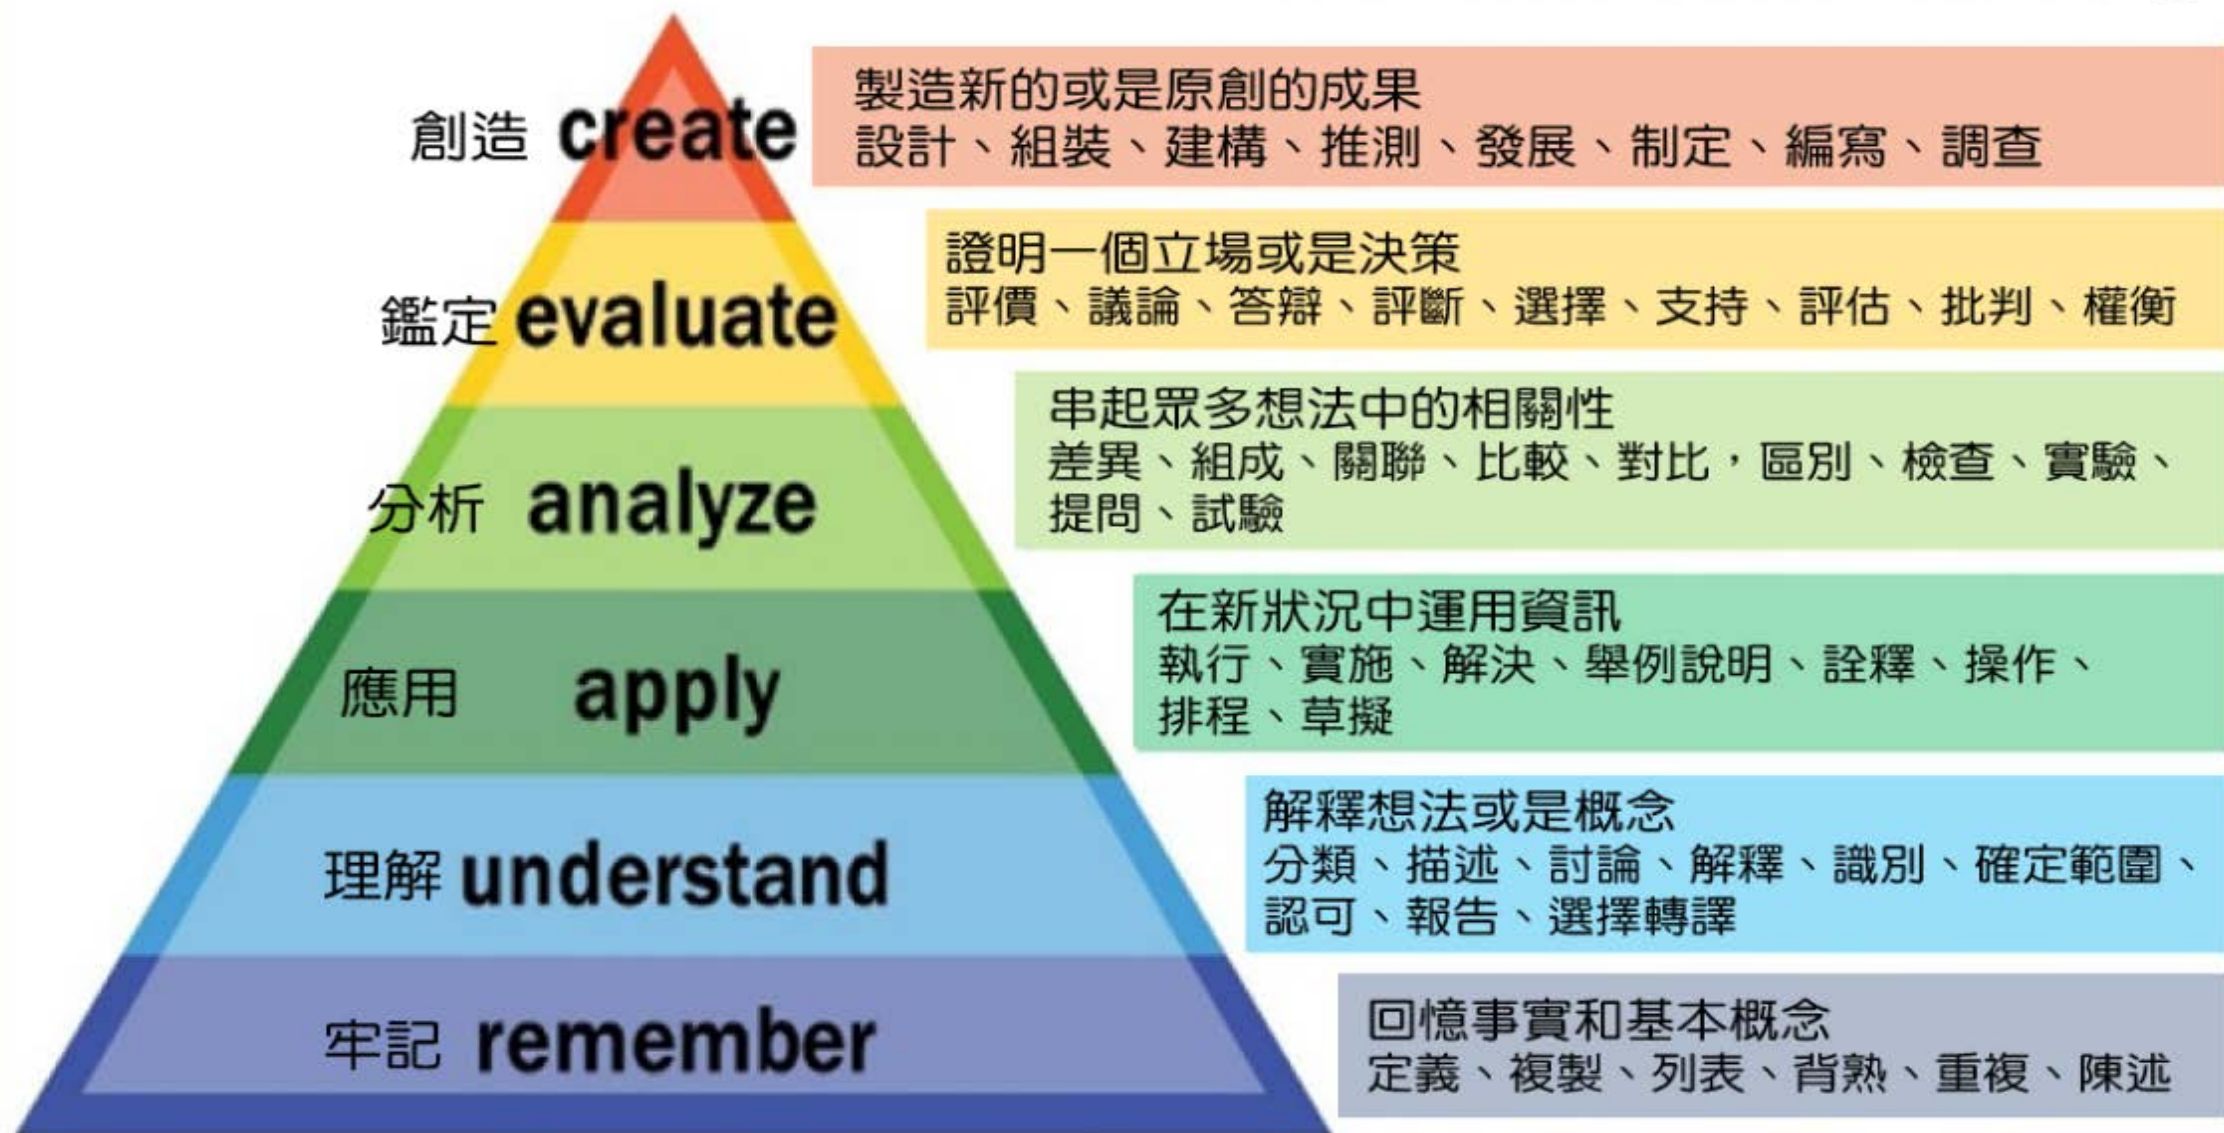 創造 create
製造新的或是原創的成果
設計、組裝、建構、推測、發展、制定、編寫、調查
鑑定 evaluate
證明一個立場或是決策
評價、議論、答辯、評斷、選擇、支持、評估、批判、權衡
分析 analyze
串起眾多想法中的相關性
差異、組成、關聯、比較、對比，區別、檢查、實驗、
提問、試驗
應用 apply
在新狀況中運用資訊
執行、實施、解決、舉例說明、詮釋、操作、
排程、草擬
理解 understand
解釋想法或是概念
分類、描述、討論、解釋、識別、確定範圍、
認可、報告、選擇轉譯
牢記 remember
回憶事實和基本概念
定義、複製、列表、背熟、重複、陳述